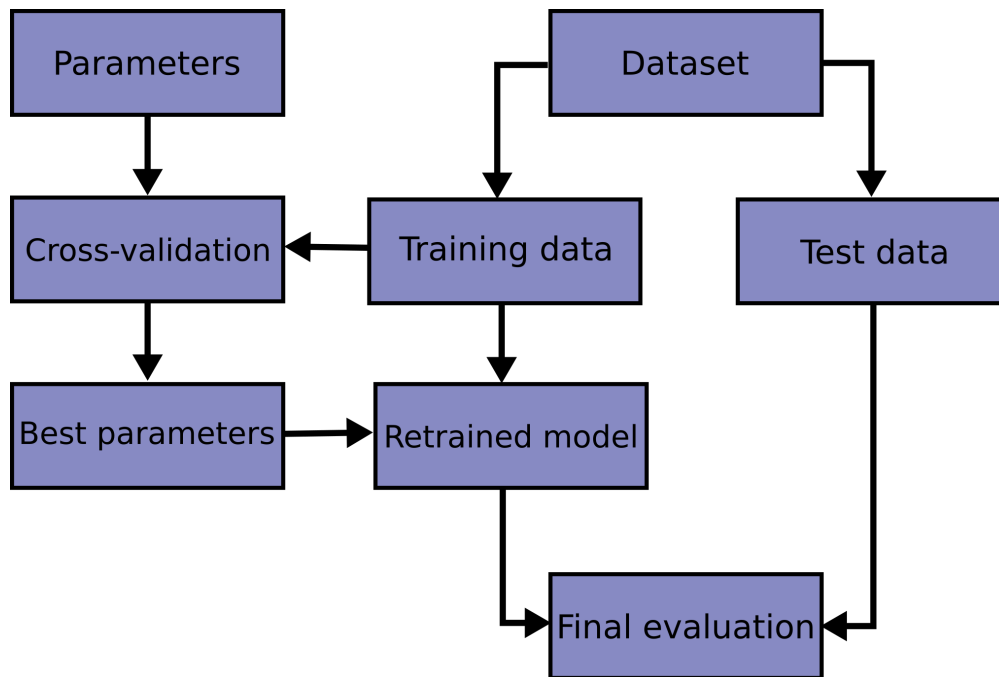 Parameters
Dataset
Cross-validation
Training data
Test data
Best parameters
Retrained model
Final evaluation